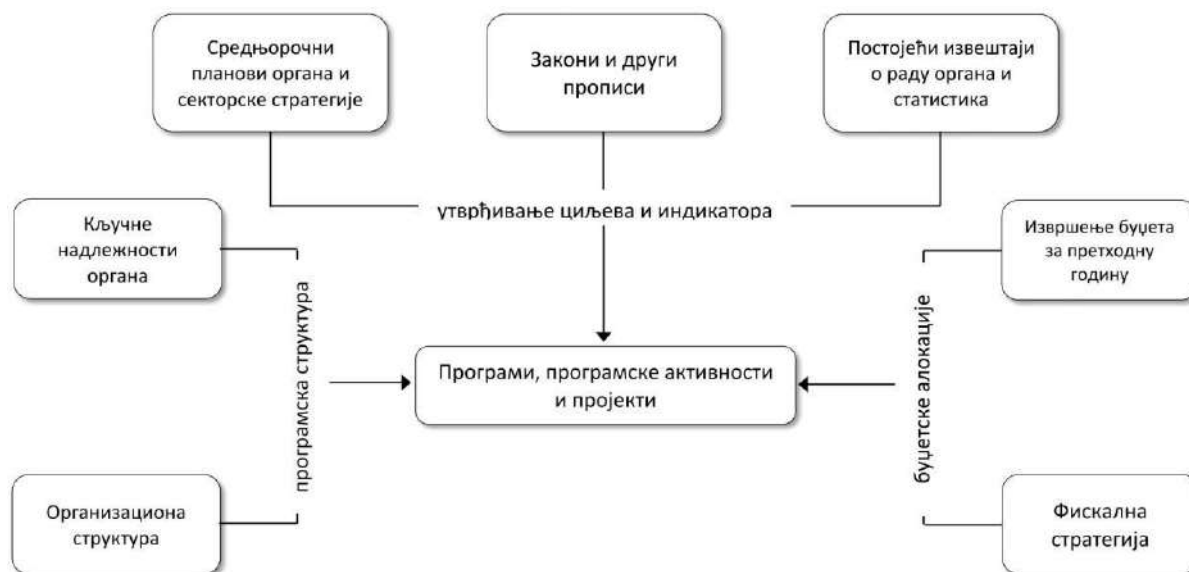 Средњорочни
планови органа и
секторске стратегије
Закони и други
прописи
Постојећи извештаји
о раду органа и
статистика
утврђивање циљева и индикатора
Кључне
надлежности
органа
Извршење буџета
за претходну
годину
програмска структура
Програми, програмске активности
и пројекти
буџетске алокације
Организациона
структура
Фискална
стратегија